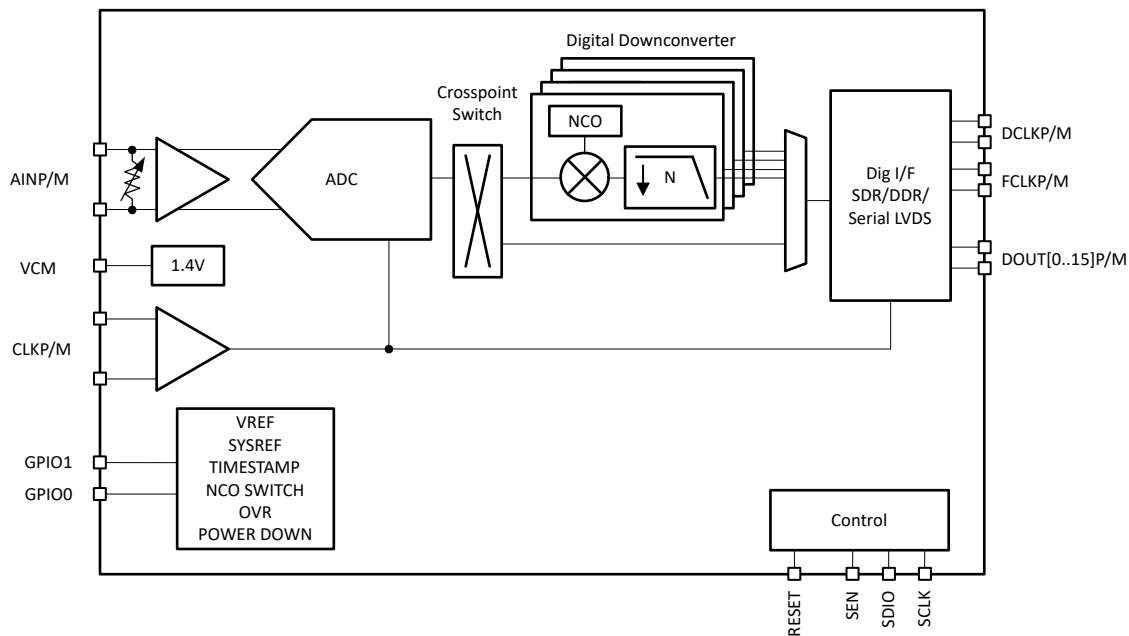 Digital Downconverter
Crosspoint
Switch
NCO
ADC
N
Dig I/F
SDR/DDR/
Serial LVDS
AINP/M
VCM
1.4V
CLKP/M
DCLKP/M
FCLKP/M
DOUT[0..15]P/M
GPIO1
GPIO0
VREF
SYSREF
TIMESTAMP
NCO SWITCH
OVR
POWER DOWN
Control
RESET
SEN
SDIO
SCLK